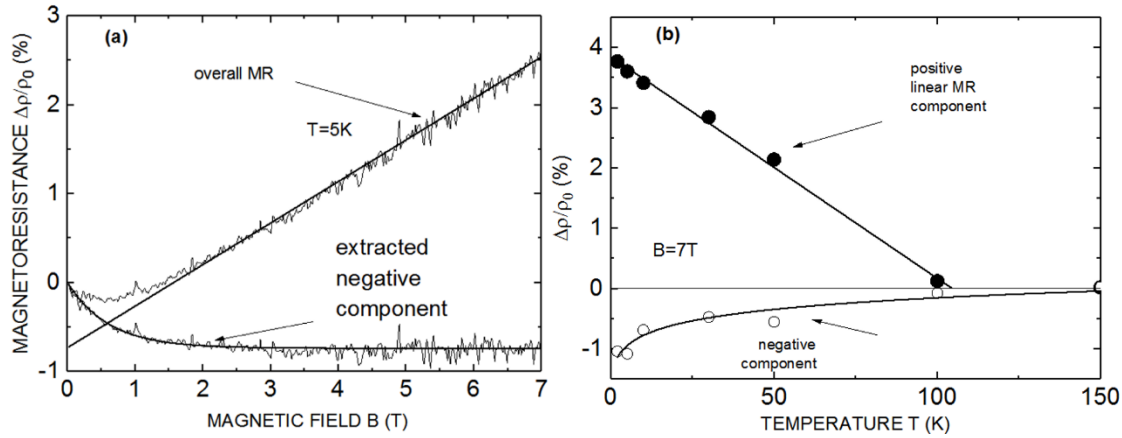 (a)
overall MR
T=5K
extracted
negative
component
MAGNETORESISTANCE Δρ/ρ0 (%)
3
2
1
0
-1
0 1 2 3 4 5 6 7
MAGNETIC FIELD B (T)
(b)
positive
linear MR
component
B=7T
negative
component
Δρ/ρ0 (%)
4
3
2
1
0
-1
0 50 100 150
TEMPERATURE T (K)